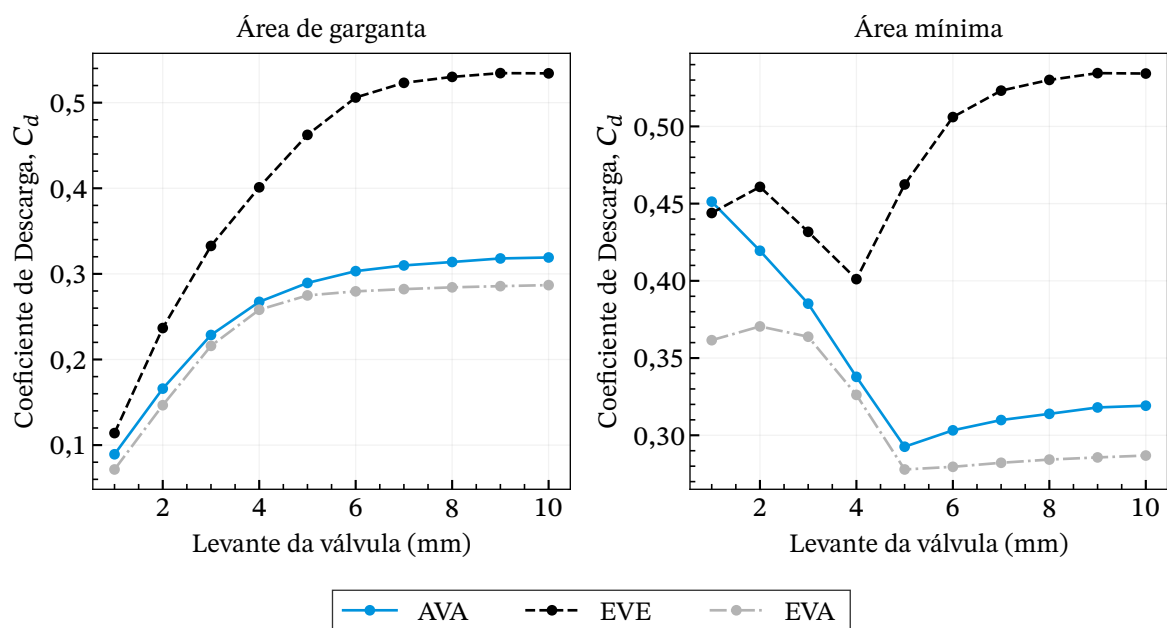 Área de garganta
Coeficiente de Descarga, C_d
0,5
0,4
0,3
0,2
0,1
2 4 6 8 10
Levante da válvula (mm)
Área mínima
Coeficiente de Descarga, C_d
0,50
0,45
0,40
0,35
0,30
2 4 6 8 10
Levante da válvula (mm)
AVA EVE EVA